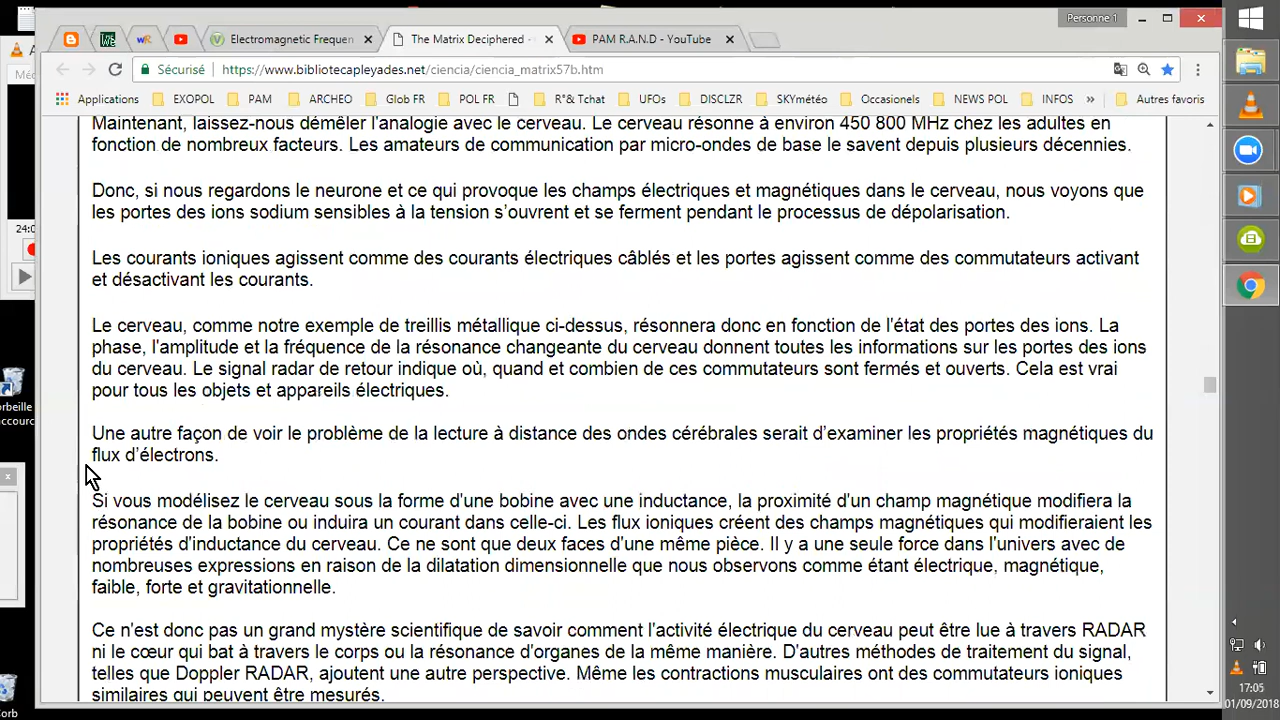 Personne 1
Electromagnetic Frequen
The Matrix Deciphered -
PAM R.A.N.D - YouTube
Sécurisé
https://www.bibliotecapleyades.net/ciencia/ciencia_matrix57b.htm
Applications
EXOPOL
PAM
ARCHEO
Glob FR
POL FR
R°& Tchat
UFOs
DISCLZR
SKYmétéo
Occasionels
NEWS POL
INFOS
»
Autres favoris
Maintenant, laissez-nous démêler l'analogie avec le cerveau. Le cerveau résonne à environ 450 800 MHz chez les adultes en
fonction de nombreux facteurs. Les amateurs de communication par micro-ondes de base le savent depuis plusieurs décennies.
Donc, si nous regardons le neurone et ce qui provoque les champs électriques et magnétiques dans le cerveau, nous voyons que
les portes des ions sodium sensibles à la tension s'ouvrent et se ferment pendant le processus de dépolarisation.
Les courants ioniques agissent comme des courants électriques câblés et les portes agissent comme des commutateurs activant
et désactivant les courants.
Le cerveau, comme notre exemple de treillis métallique ci-dessus, résonnera donc en fonction de l'état des portes des ions. La
phase, l'amplitude et la fréquence de la résonance changeante du cerveau donnent toutes les informations sur les portes des ions
du cerveau. Le signal radar de retour indique où, quand et combien de ces commutateurs sont fermés et ouverts. Cela est vrai
pour tous les objets et appareils électriques.
Une autre façon de voir le problème de la lecture à distance des ondes cérébrales serait d'examiner les propriétés magnétiques du
flux d'électrons.
Si vous modélisez le cerveau sous la forme d'une bobine avec une inductance, la proximité d'un champ magnétique modifiera la
résonance de la bobine ou induira un courant dans celle-ci. Les flux ioniques créent des champs magnétiques qui modifieraient les
propriétés d'inductance du cerveau. Ce ne sont que deux faces d'une même pièce. Il y a une seule force dans l'univers avec de
nombreuses expressions en raison de la dilatation dimensionnelle que nous observons comme étant électrique, magnétique,
faible, forte et gravitationnelle.
Ce n'est donc pas un grand mystère scientifique de savoir comment l'activité électrique du cerveau peut être lue à travers RADAR
ni le cœur qui bat à travers le corps ou la résonance d'organes de la même manière. D'autres méthodes de traitement du signal,
telles que Doppler RADAR, ajoutent une autre perspective. Même les contractions musculaires ont des commutateurs ioniques
similaires qui peuvent être mesurés.
24:0
orbeille
accourc
Corb
17:05
01/09/2018